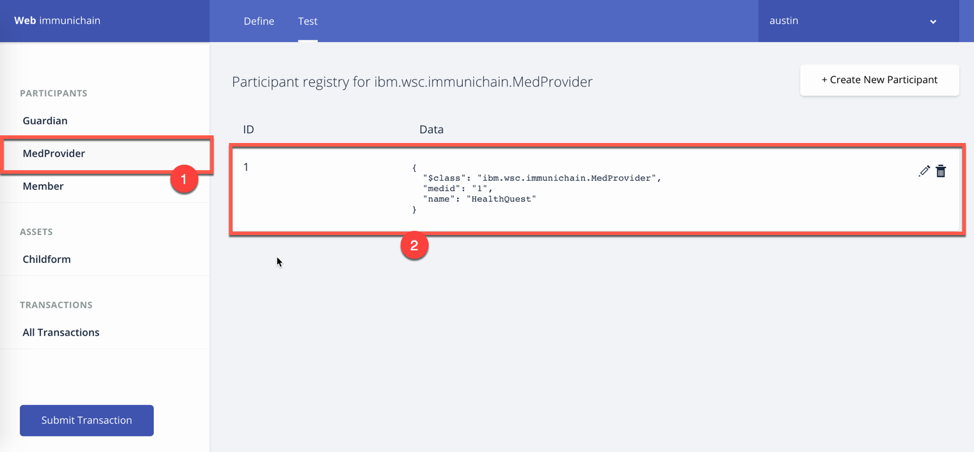 Web immunichain
Define
Test
austin
PARTICIPANTS
Guardian
MedProvider
1
Member
ASSETS
Childform
TRANSACTIONS
All Transactions
Submit Transaction
Participant registry for ibm.wsc.immunichain.MedProvider
+ Create New Participant
ID Data
1
{
"$class": "ibm.wsc.immunichain.MedProvider",
"medid": "1",
"name": "HealthQuest"
}
2